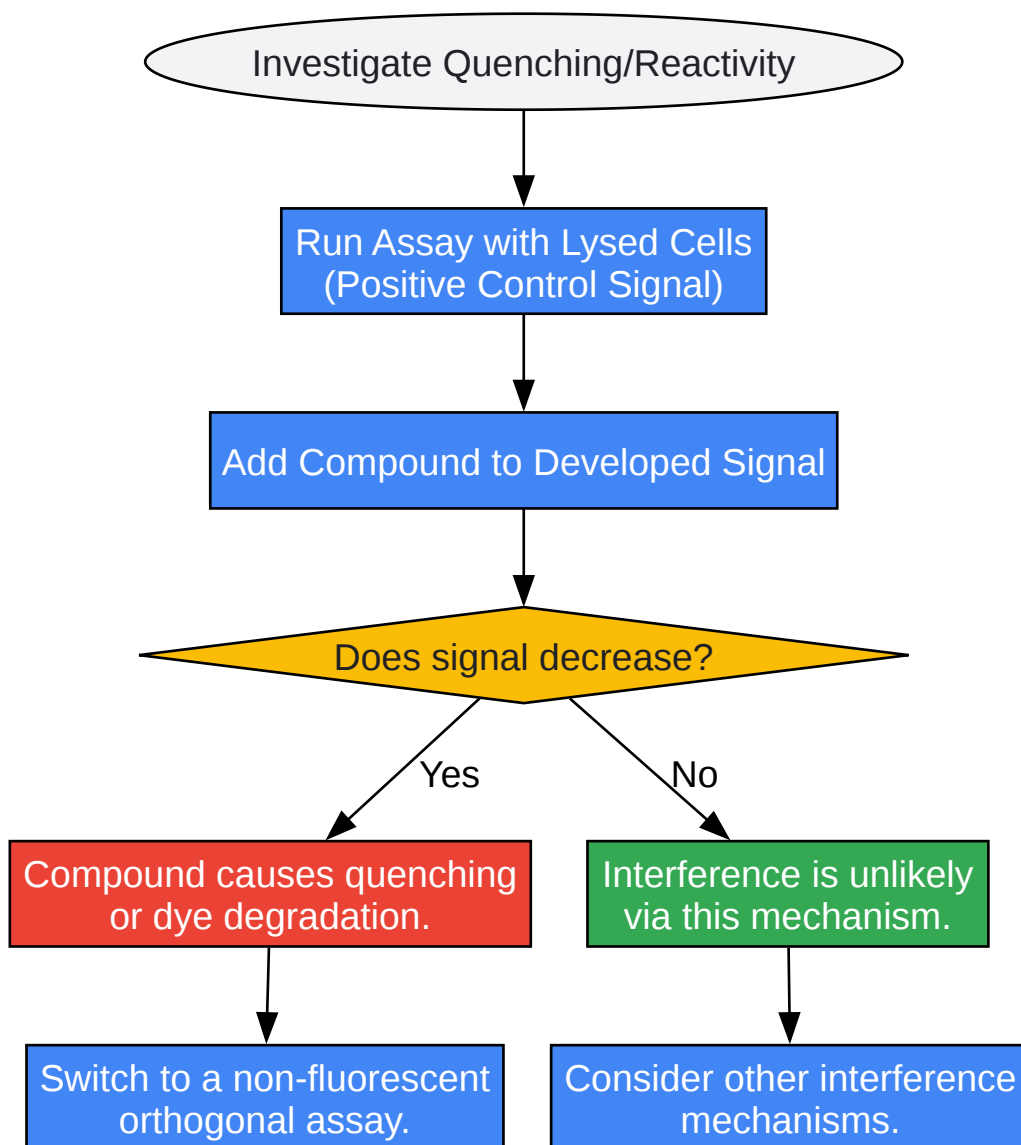 Investigate Quenching/Reactivity
Run Assay with Lysed Cells
(Positive Control Signal)
Add Compound to Developed Signal
Does signal decrease?
Yes
No
Compound causes quenching
or dye degradation.
Interference is unlikely
via this mechanism.
Switch to a non-fluorescent
orthogonal assay.
Consider other interference
mechanisms.